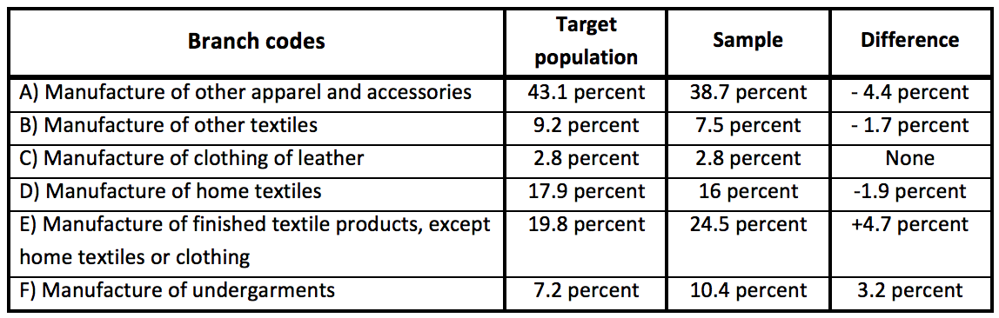 Branch codes Target population Sample Difference
A) Manufacture of other apparel and accessories 43.1 percent 38.7 percent - 4.4 percent
B) Manufacture of other textiles 9.2 percent 7.5 percent - 1.7 percent
C) Manufacture of clothing of leather 2.8 percent 2.8 percent None
D) Manufacture of home textiles 17.9 percent 16 percent -1.9 percent
E) Manufacture of finished textile products, except 19.8 percent 24.5 percent +4.7 percent
home textiles or clothing
F) Manufacture of undergarments 7.2 percent 10.4 percent 3.2 percent